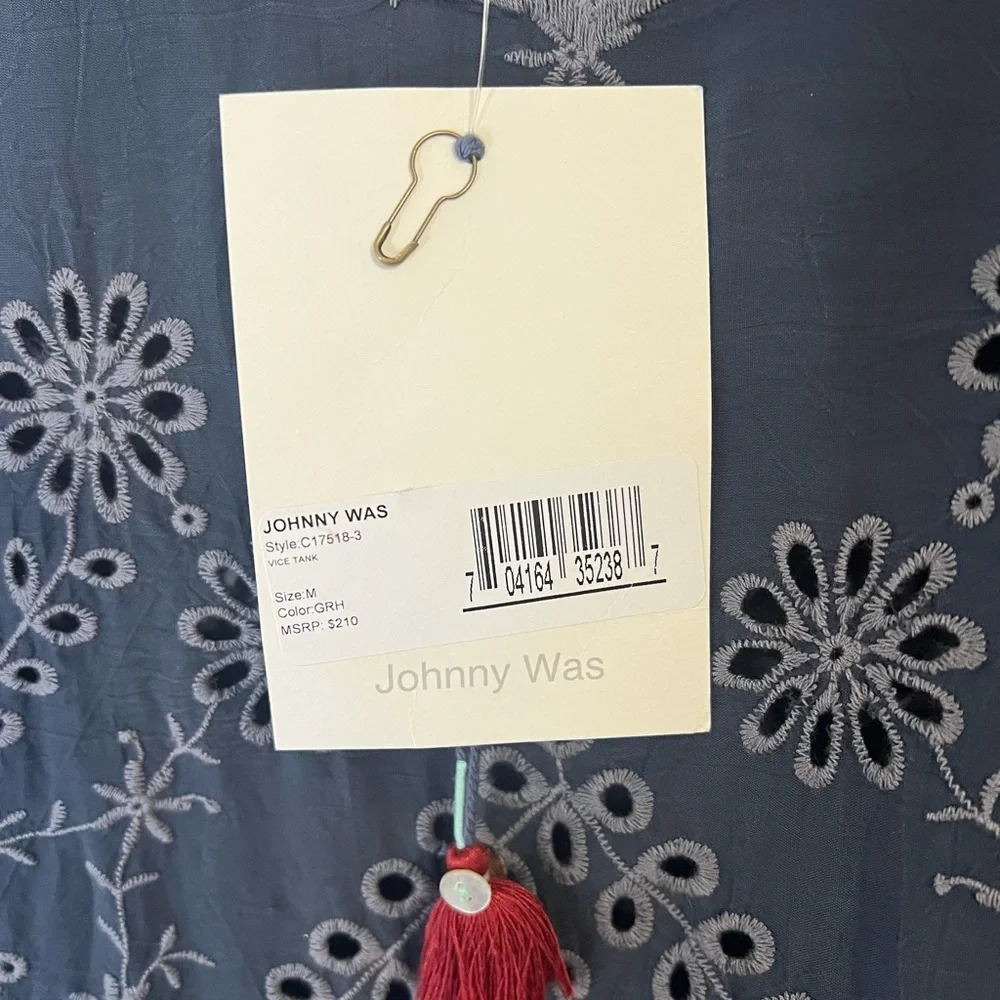 JOHNNY WAS
Style:C17518-3
VICE TANK
Size:M
Color:GRH
MSRP: $210
7 04164 35238 7
Johnny Was